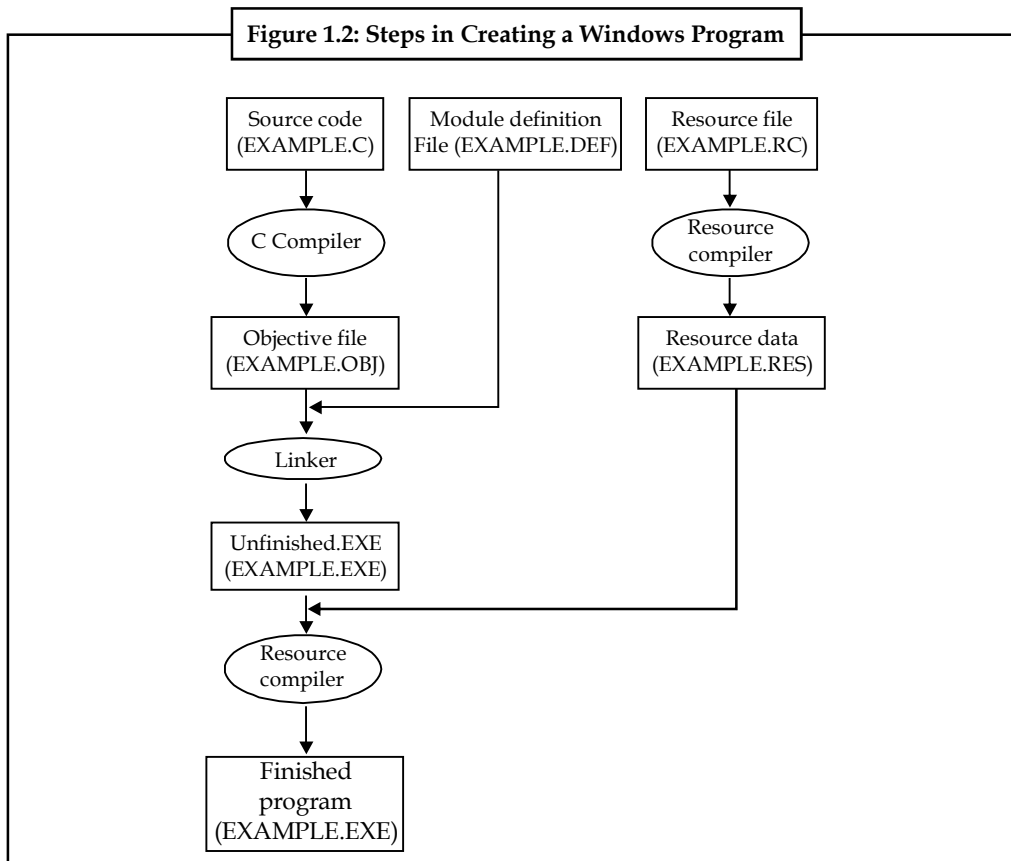 Figure 1.2: Steps in Creating a Windows Program
Source code
(EXAMPLE.C)
Module definition
File (EXAMPLE.DEF)
Resource file
(EXAMPLE.RC)
C Compiler
Resource
compiler
Objective file
(EXAMPLE.OBJ)
Resource data
(EXAMPLE.RES)
Linker
Unfinished.EXE
(EXAMPLE.EXE)
Resource
compiler
Finished
program
(EXAMPLE.EXE)